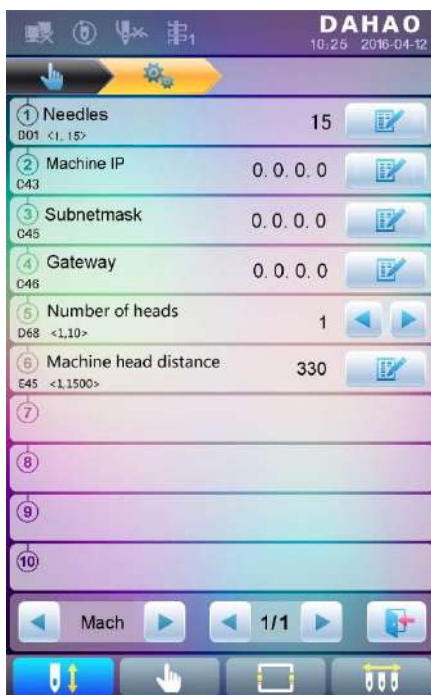 DAHAO
1
10:25 2016-04-12
1 Needles 15
D01 <1, 15>
2 Machine IP 0. 0. 0. 0
C43
3 Subnetmask 0. 0. 0. 0
C45
4 Gateway 0. 0. 0. 0
C46
5 Number of heads 1
D68 <1,10>
6 Machine head distance 330
E45 <1,1500>
7
8
9
10
Mach 1/1